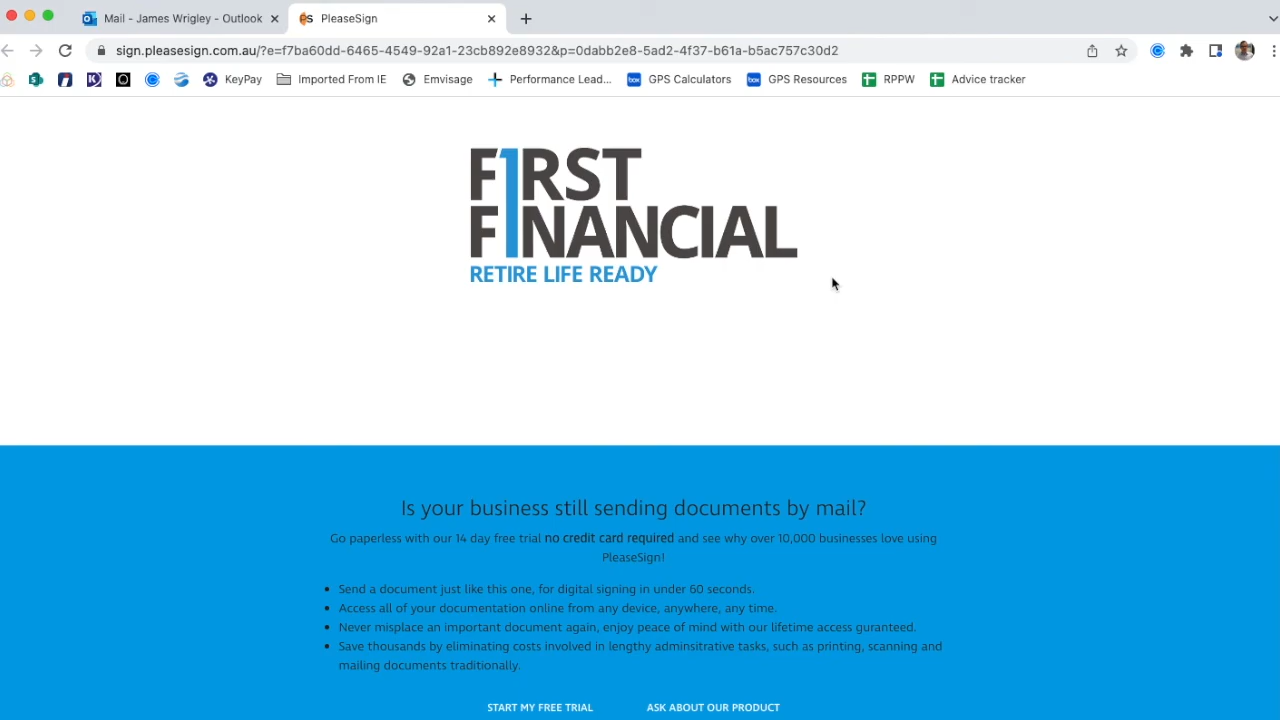 Mail - James Wrigley - Outlook
PleaseSign
sign.pleasesign.com.au/?e=f7ba60dd-6465-4549-92a1-23cb892e8932&p=0dabb2e8-5ad2-4f37-b61a-b5ac757c30d2
KeyPay Imported From IE Envisage Performance Lead... GPS Calculators GPS Resources RPPW Advice tracker
F1RST
F1NANCIAL
RETIRE LIFE READY
Is your business still sending documents by mail?
Go paperless with our 14 day free trial no credit card required and see why over 10,000 businesses love using
PleaseSign!
• Send a document just like this one, for digital signing in under 60 seconds.
• Access all of your documentation online from any device, anywhere, any time.
• Never misplace an important document again, enjoy peace of mind with our lifetime access guranteed.
• Save thousands by eliminating costs involved in lengthy adminsitrative tasks, such as printing, scanning and
mailing documents traditionally.
START MY FREE TRIAL ASK ABOUT OUR PRODUCT